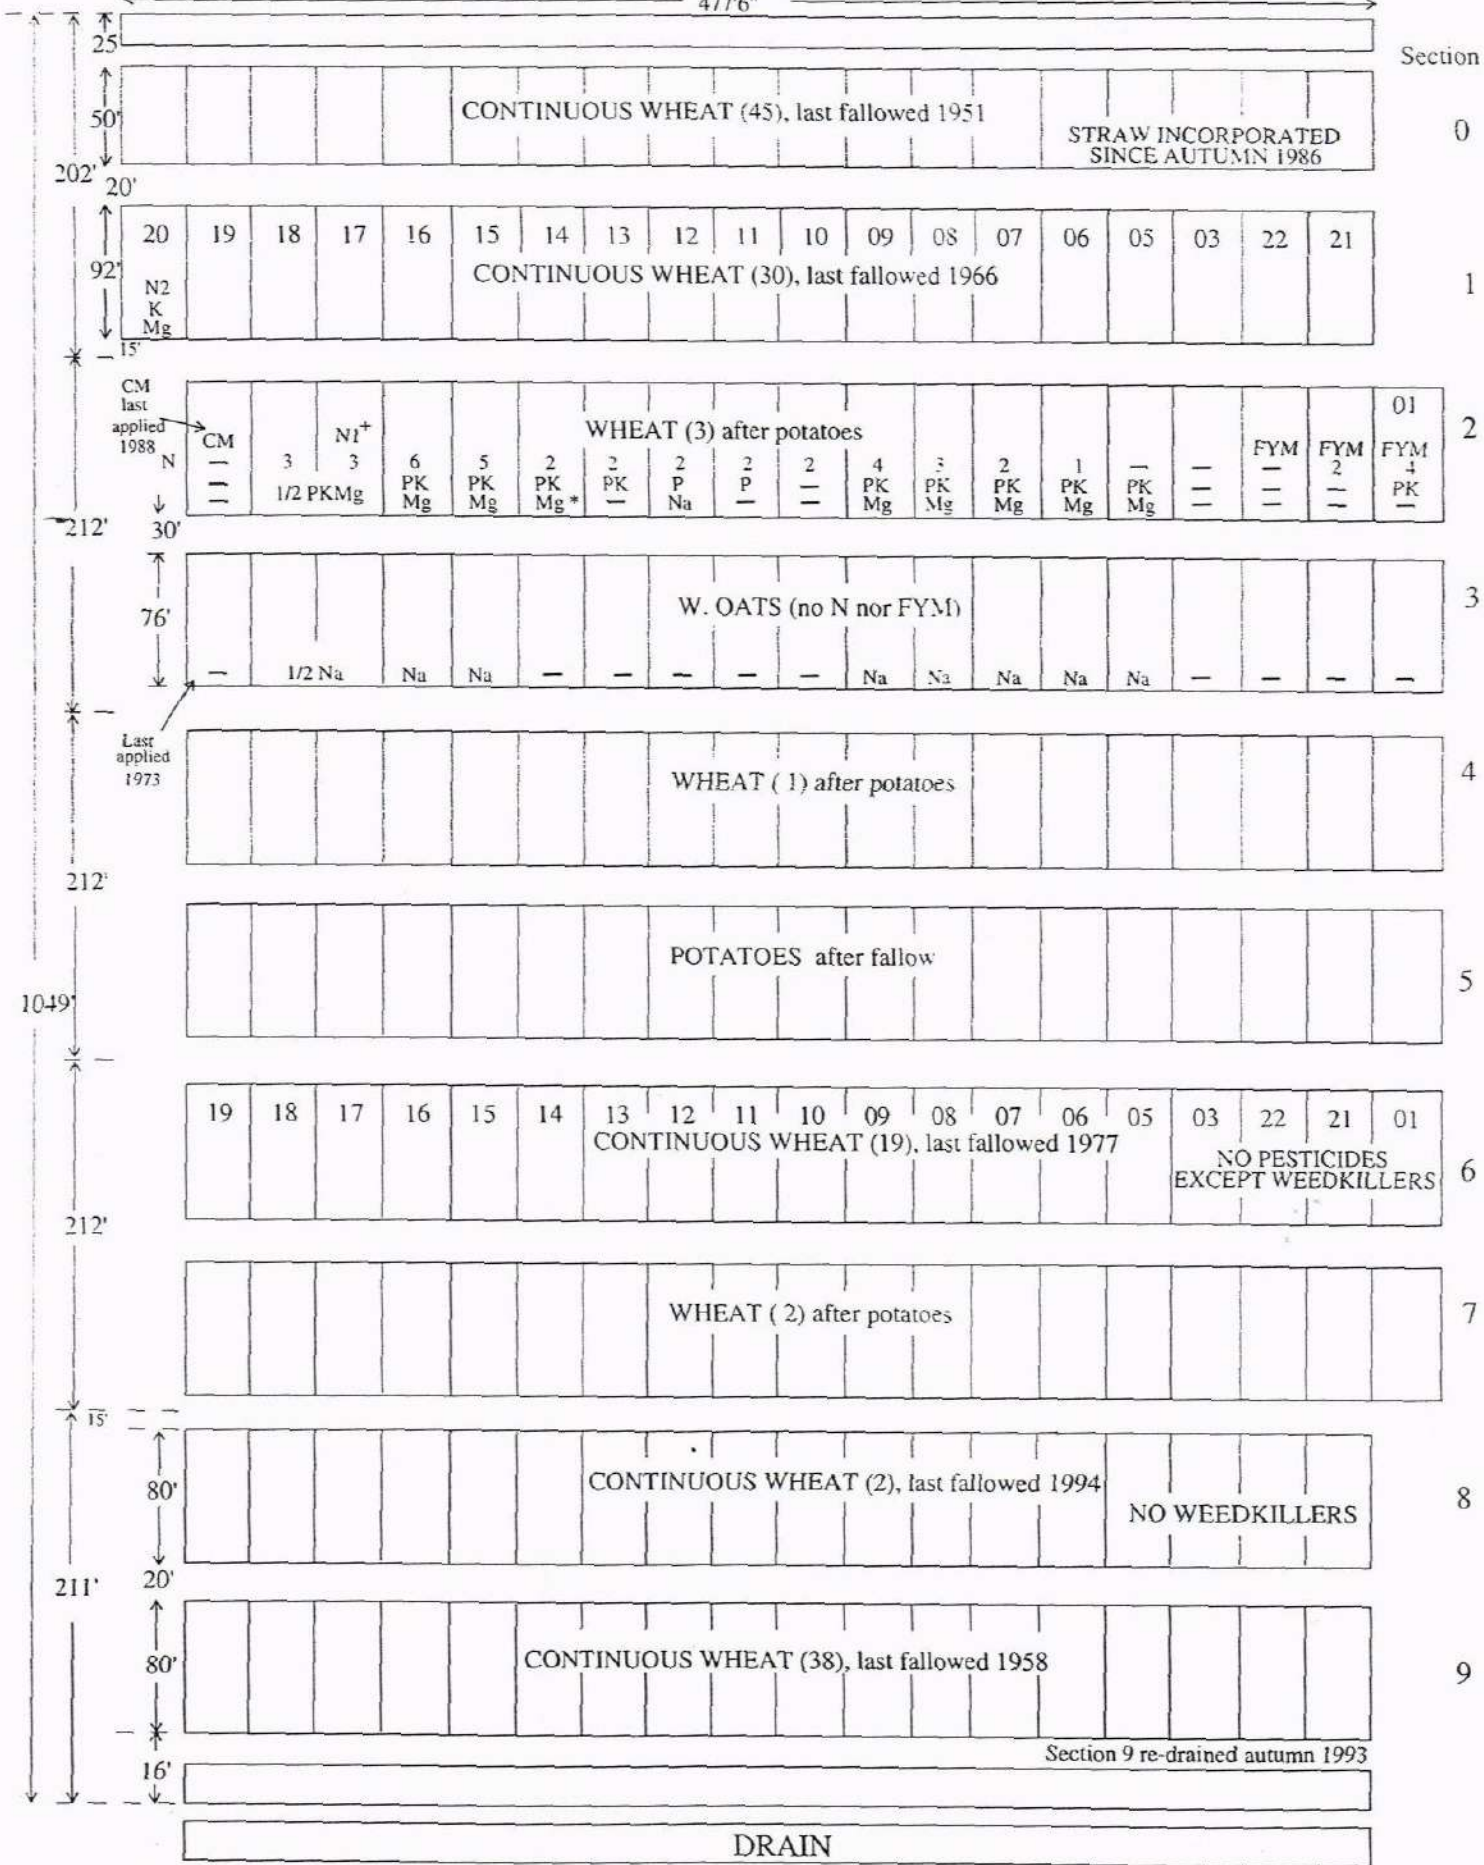 477'6"
25'
Section
50'
CONTINUOUS WHEAT (45), last fallowed 1951
STRAW INCORPORATED
SINCE AUTUMN 1986
0
202'
20'
20 19 18 17 16 15 14 13 12 11 10 09 08 07 06 05 03 22 21
92'
CONTINUOUS WHEAT (30), last fallowed 1966
1
N2
K
Mg
15'
CM
last
applied
1988
01
WHEAT (3) after potatoes
2
CM N1+ FYM FYM FYM
N — 3 3 6 5 2 2 2 2 2 4 3 2 1 — — — 2 4
— 1/2 PKMg PK PK PK PK P P — PK PK PK PK PK — — — PK
— Mg Mg Mg* — Na — — Mg Mg Mg Mg Mg — — — —
212'
30'
76'
W. OATS (no N nor FYM)
3
— 1/2 Na Na Na — — — — — Na Na Na Na Na — — — —
Last
applied
1973
WHEAT ( 1) after potatoes
4
212'
POTATOES after fallow
5
1049'
19 18 17 16 15 14 13 12 11 10 09 08 07 06 05 03 22 21 01
CONTINUOUS WHEAT (19), last fallowed 1977
NO PESTICIDES
EXCEPT WEEDKILLERS
6
212'
WHEAT ( 2) after potatoes
7
15'
80'
CONTINUOUS WHEAT (2), last fallowed 1994
NO WEEDKILLERS
8
211'
20'
80'
CONTINUOUS WHEAT (38), last fallowed 1958
9
Section 9 re-drained autumn 1993
16'
DRAIN